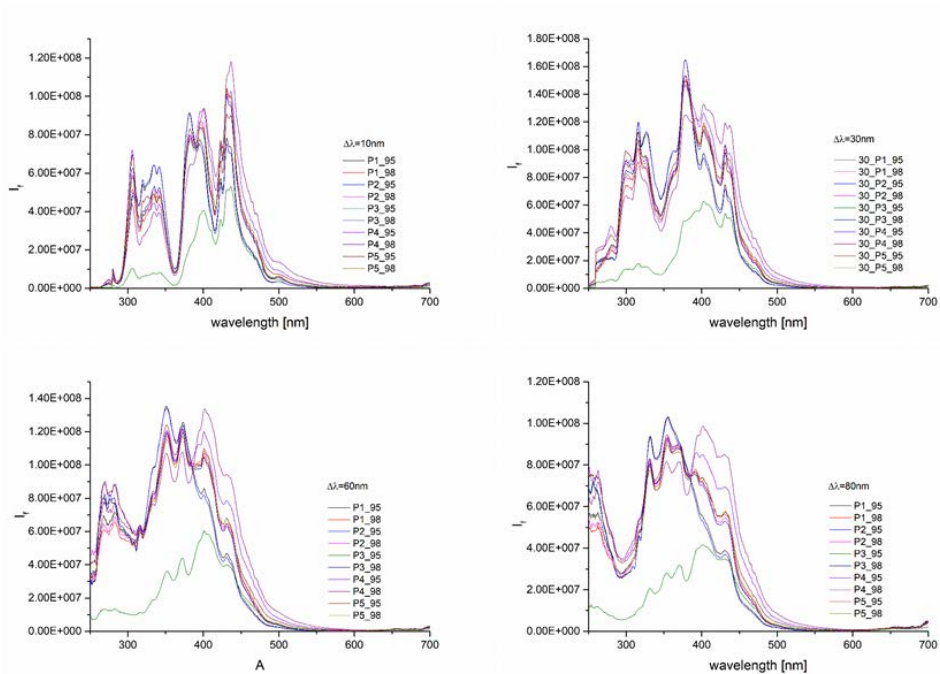 1.20E+008
1.00E+008
8.00E+007
6.00E+007
4.00E+007
2.00E+007
0.00E+000
I_f
300 400 500 600 700
wavelength [nm]
Δλ=10nm
P1_95
P1_98
P2_95
P2_98
P3_95
P3_98
P4_95
P4_98
P5_95
P5_98
1.80E+008
1.60E+008
1.40E+008
1.20E+008
1.00E+008
8.00E+007
6.00E+007
4.00E+007
2.00E+007
0.00E+000
I_f
300 400 500 600 700
wavelength [nm]
Δλ=30nm
30_P1_95
30_P1_98
30_P2_95
30_P2_98
30_P3_95
30_P3_98
30_P4_95
30_P4_98
30_P5_95
30_P5_98
1.40E+008
1.20E+008
1.00E+008
8.00E+007
6.00E+007
4.00E+007
2.00E+007
0.00E+000
I_f
300 400 500 600 700
A
Δλ=60nm
P1_95
P1_98
P2_95
P2_98
P3_95
P3_98
P4_95
P4_98
P5_95
P5_98
1.20E+008
1.00E+008
8.00E+007
6.00E+007
4.00E+007
2.00E+007
0.00E+000
I_f
300 400 500 600 700
wavelength [nm]
Δλ=80nm
P1_95
P1_98
P2_95
P2_98
P3_95
P3_98
P4_95
P4_98
P5_95
P5_98